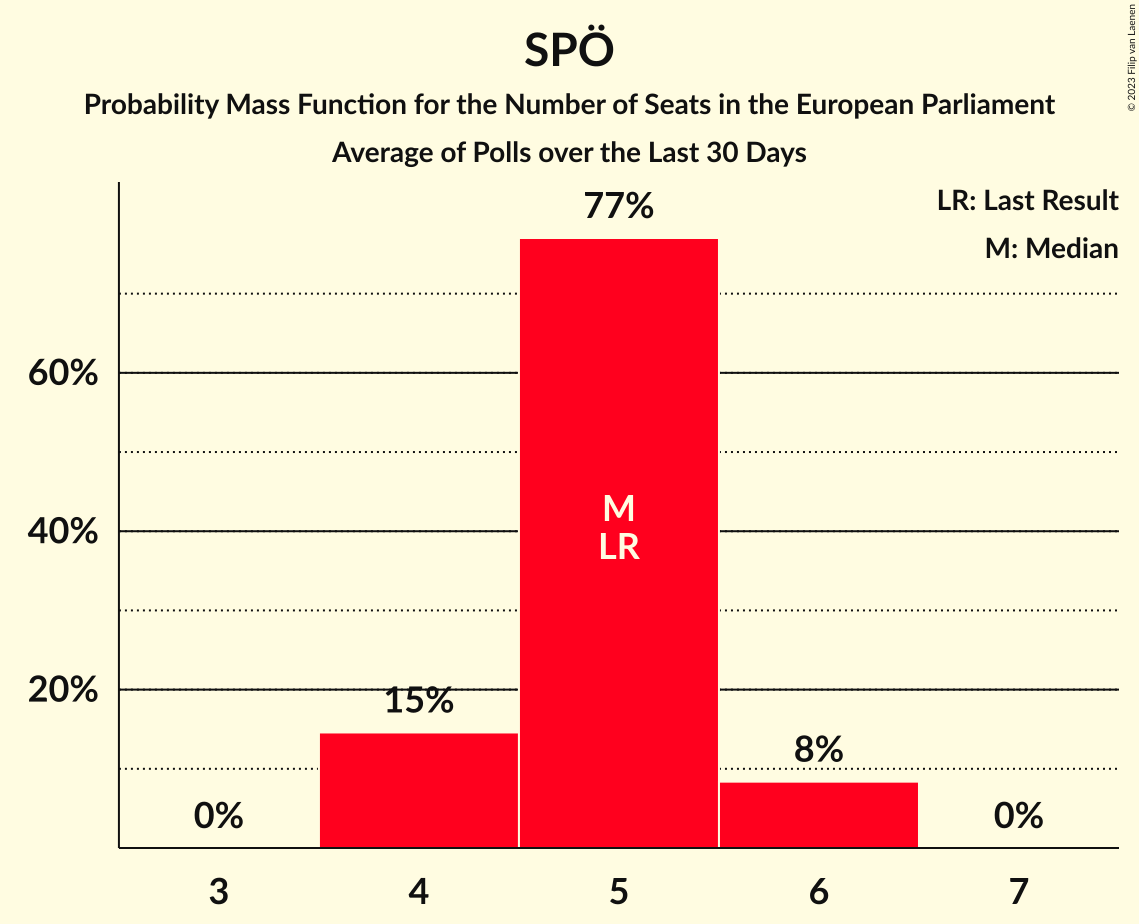 SPÖ
Probability Mass Function for the Number of Seats in the European Parliament
Average of Polls over the Last 30 Days
© 2023 Filip van Laenen
LR: Last Result
M: Median
77%
60%
40%
20%
M
LR
15%
8%
0%
0%
3
4
5
6
7